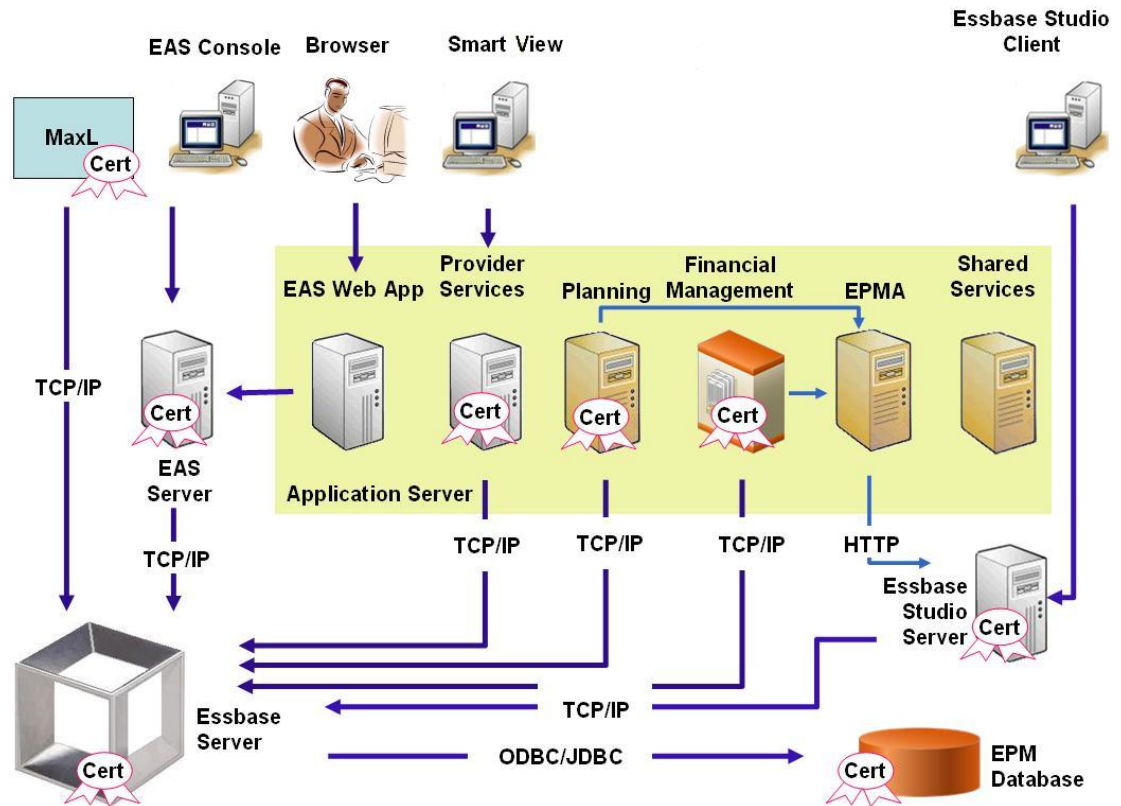 EAS Console
Browser
Smart View
Essbase Studio
Client
MaxL
Cert
EAS Web App
Provider
Services
Planning
Financial
Management
EPMA
Shared
Services
TCP/IP
Cert
Cert
Cert
Cert
EAS
Server
Application Server
TCP/IP
TCP/IP
TCP/IP
TCP/IP
HTTP
Essbase
Studio
Server
Cert
Essbase
Server
Cert
TCP/IP
ODBC/JDBC
Cert
EPM
Database